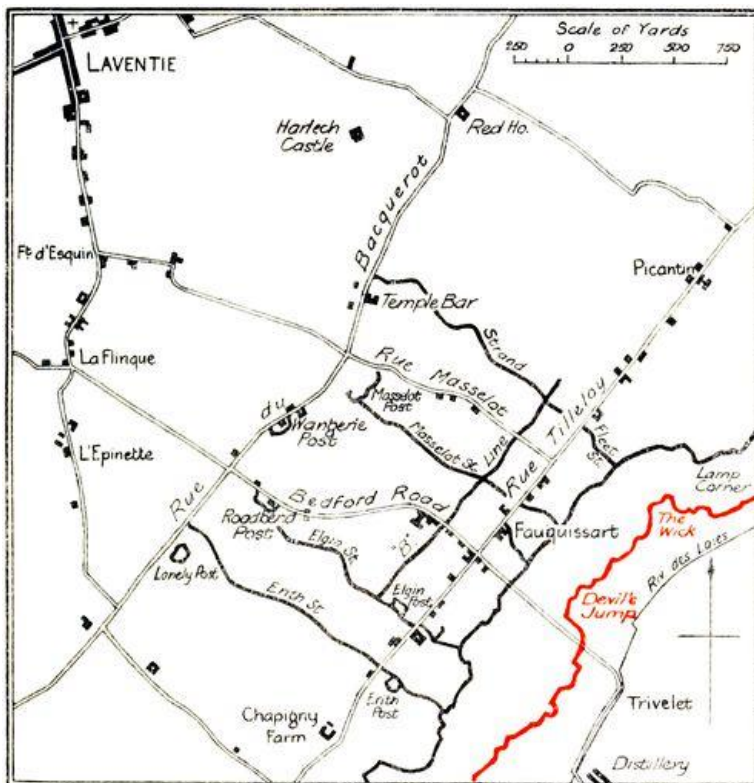 Scale of Yards
250 0 250 500 750
LAVENTIE
Harlech
Castle
Red Ho.
Bacquerot
Ft. d'Esquin
Picantin
Temple Bar
Strand
La Flinque
Rue Masselot
Masselot
Post
du
Wangerie
Post
Masselot St.
Line
Rue Tilleloy
Fleet
St.
L'Epinette
Lamp
Corner
Rue
Bedford Road
The
Wick
Roadbend
Post
Elgin St.
"B"
Fauquissart
Riv. des Laies
Lonely Post
Erith St.
Elgin
Post
Devil's
Jump
Erith
Post
Trivelet
Chapigny
Farm
Distillery